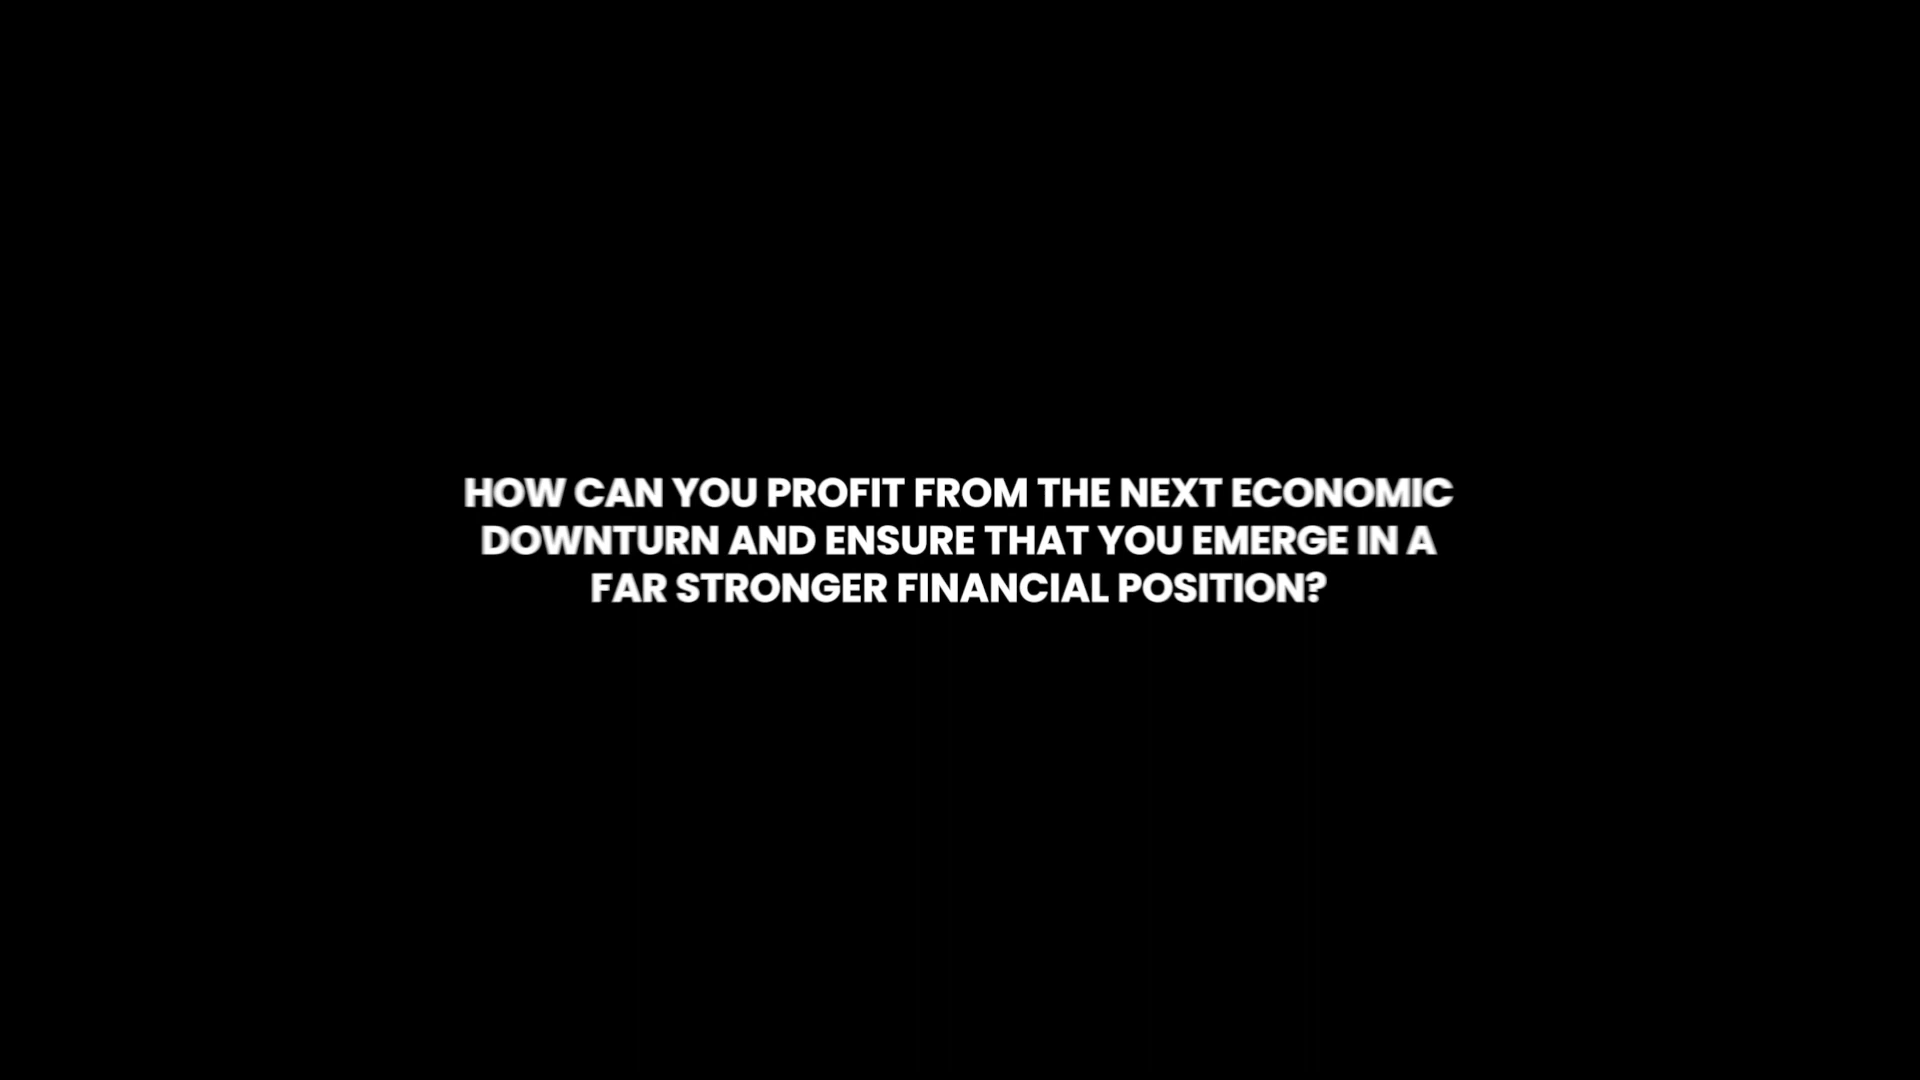 HOW CAN YOU PROFIT FROM THE NEXT ECONOMIC
DOWNTURN AND ENSURE THAT YOU EMERGE IN A
FAR STRONGER FINANCIAL POSITION?